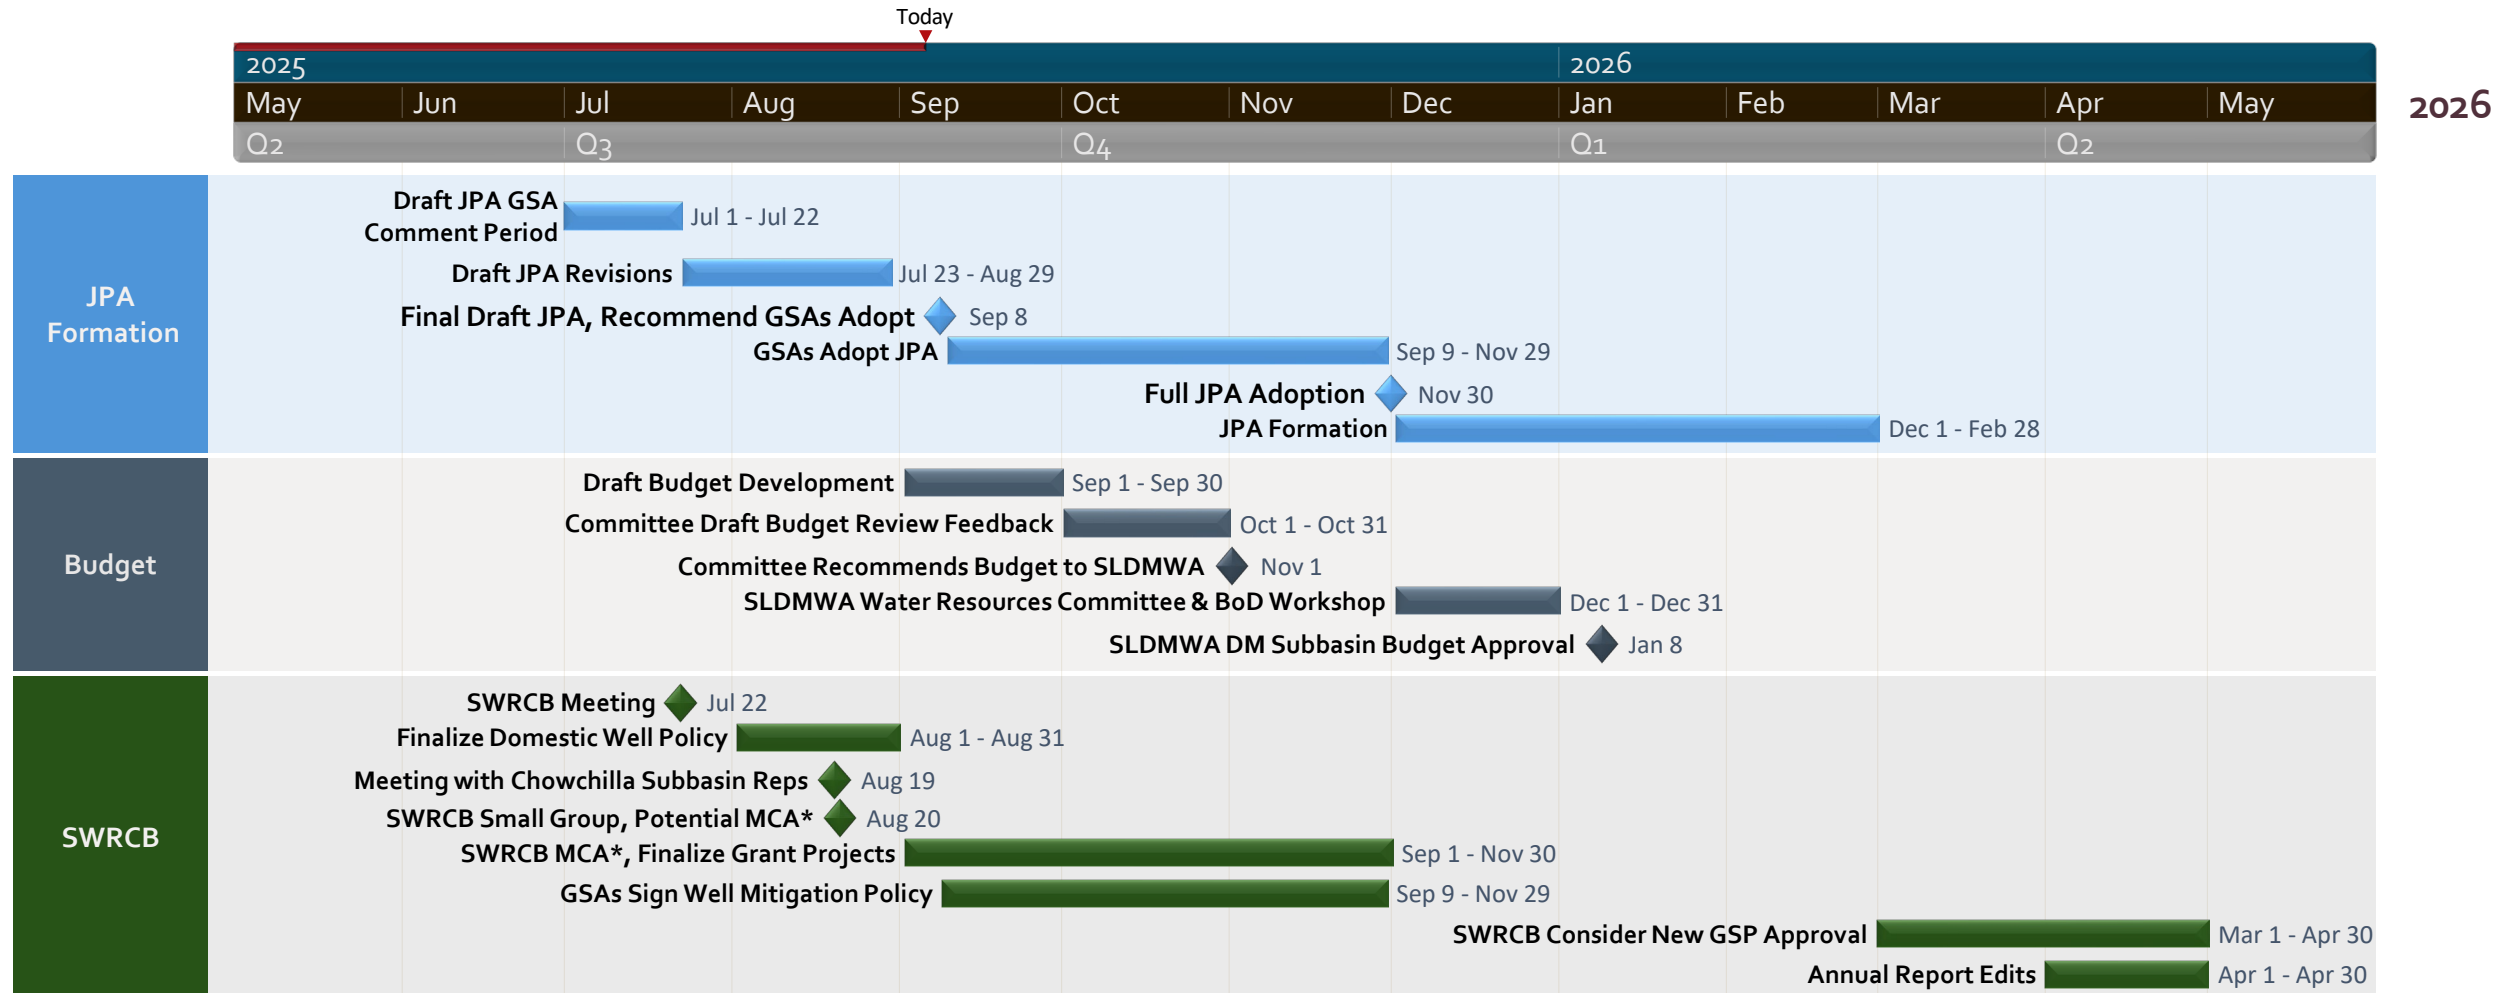 Today
2025 2026
May Jun Jul Aug Sep Oct Nov Dec Jan Feb Mar Apr May
2026
Q2 Q3 Q4 Q1 Q2
JPA
Formation
Draft JPA GSA
Comment Period
Jul 1 - Jul 22
Draft JPA Revisions Jul 23 - Aug 29
Final Draft JPA, Recommend GSAs Adopt Sep 8
GSAs Adopt JPA Sep 9 - Nov 29
Full JPA Adoption Nov 30
JPA Formation Dec 1 - Feb 28
Budget
Draft Budget Development Sep 1 - Sep 30
Committee Draft Budget Review Feedback Oct 1 - Oct 31
Committee Recommends Budget to SLDMWA Nov 1
SLDMWA Water Resources Committee & BoD Workshop Dec 1 - Dec 31
SLDMWA DM Subbasin Budget Approval Jan 8
SWRCB
SWRCB Meeting Jul 22
Finalize Domestic Well Policy Aug 1 - Aug 31
Meeting with Chowchilla Subbasin Reps Aug 19
SWRCB Small Group, Potential MCA* Aug 20
SWRCB MCA*, Finalize Grant Projects Sep 1 - Nov 30
GSAs Sign Well Mitigation Policy Sep 9 - Nov 29
SWRCB Consider New GSP Approval Mar 1 - Apr 30
Annual Report Edits Apr 1 - Apr 30